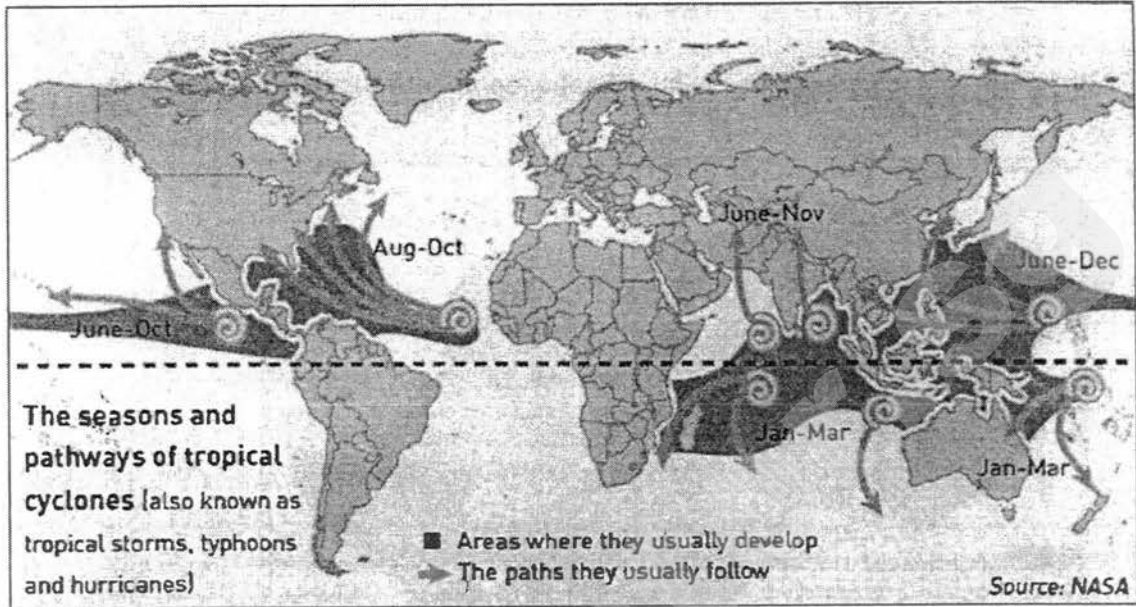 June-Nov
Aug-Oct
June-Dec
June-Oct
Jan-Mar
Jan-Mar
The seasons and
pathways of tropical
cyclones (also known as
tropical storms, typhoons
and hurricanes)
Areas where they usually develop
The paths they usually follow
Source: NASA